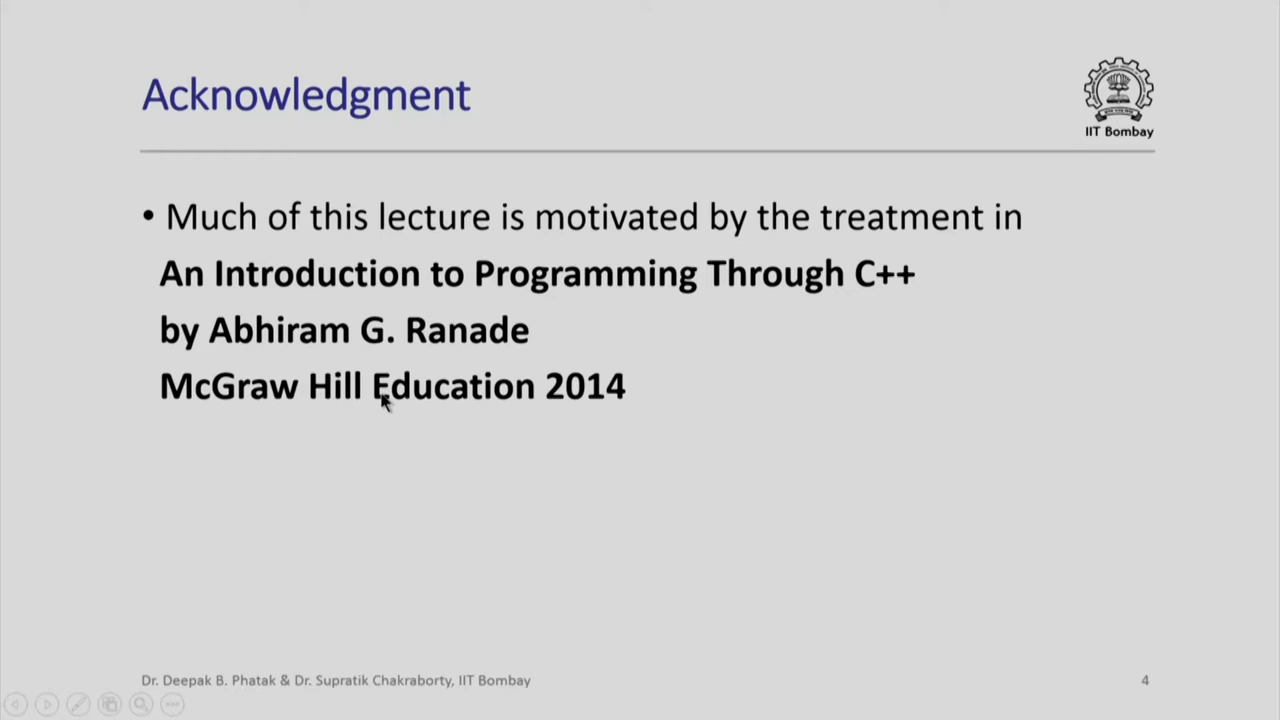 Acknowledgment
IIT Bombay
• Much of this lecture is motivated by the treatment in
An Introduction to Programming Through C++
by Abhiram G. Ranade
McGraw Hill Education 2014
Dr. Deepak B. Phatak & Dr. Supratik Chakraborty, IIT Bombay
4